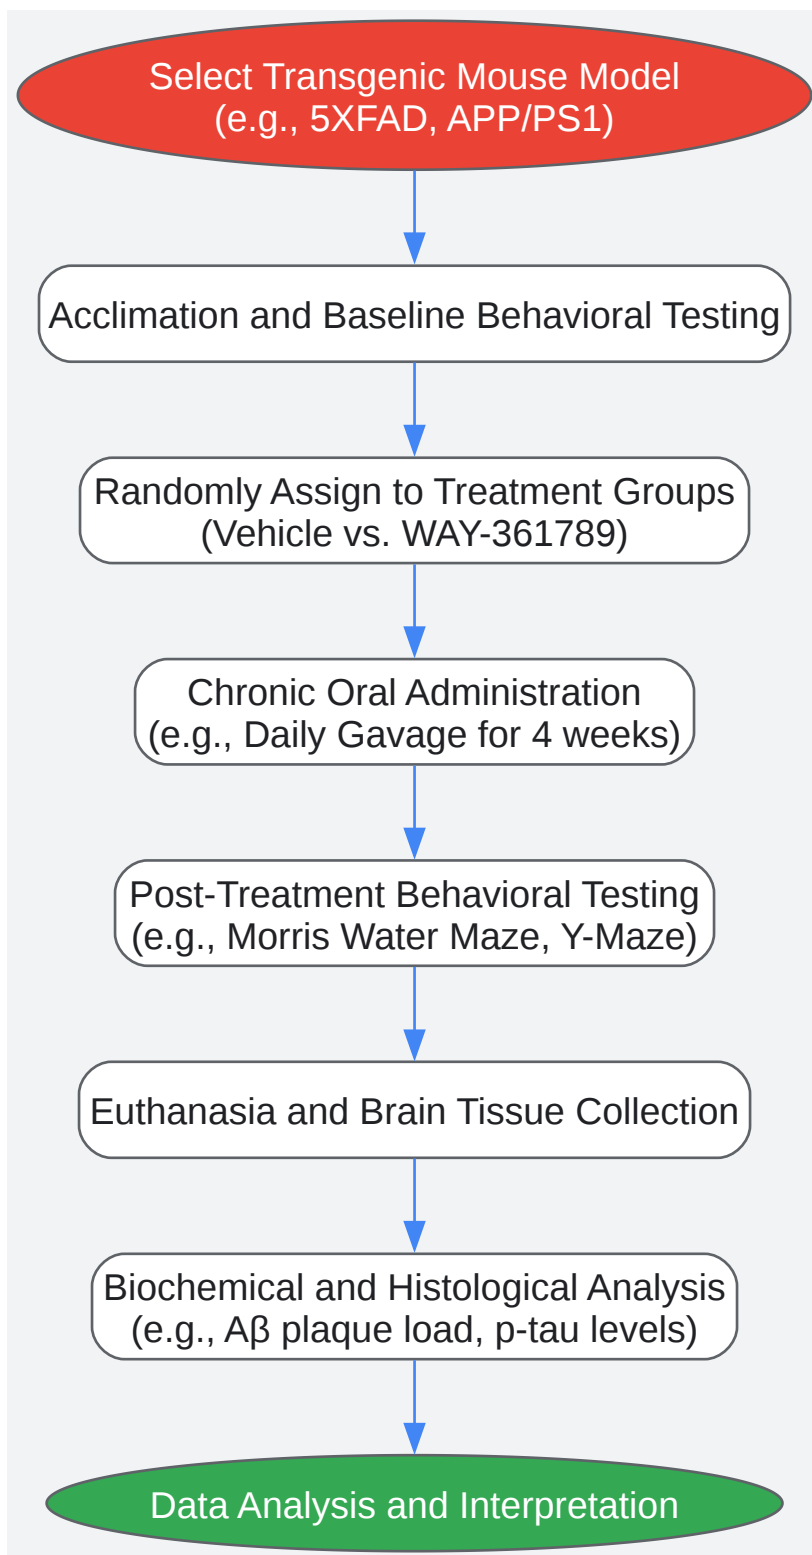 Select Transgenic Mouse Model
(e.g., 5XFAD, APP/PS1)
Acclimation and Baseline Behavioral Testing
Randomly Assign to Treatment Groups
(Vehicle vs. WAY-361789)
Chronic Oral Administration
(e.g., Daily Gavage for 4 weeks)
Post-Treatment Behavioral Testing
(e.g., Morris Water Maze, Y-Maze)
Euthanasia and Brain Tissue Collection
Biochemical and Histological Analysis
(e.g., Aβ plaque load, p-tau levels)
Data Analysis and Interpretation